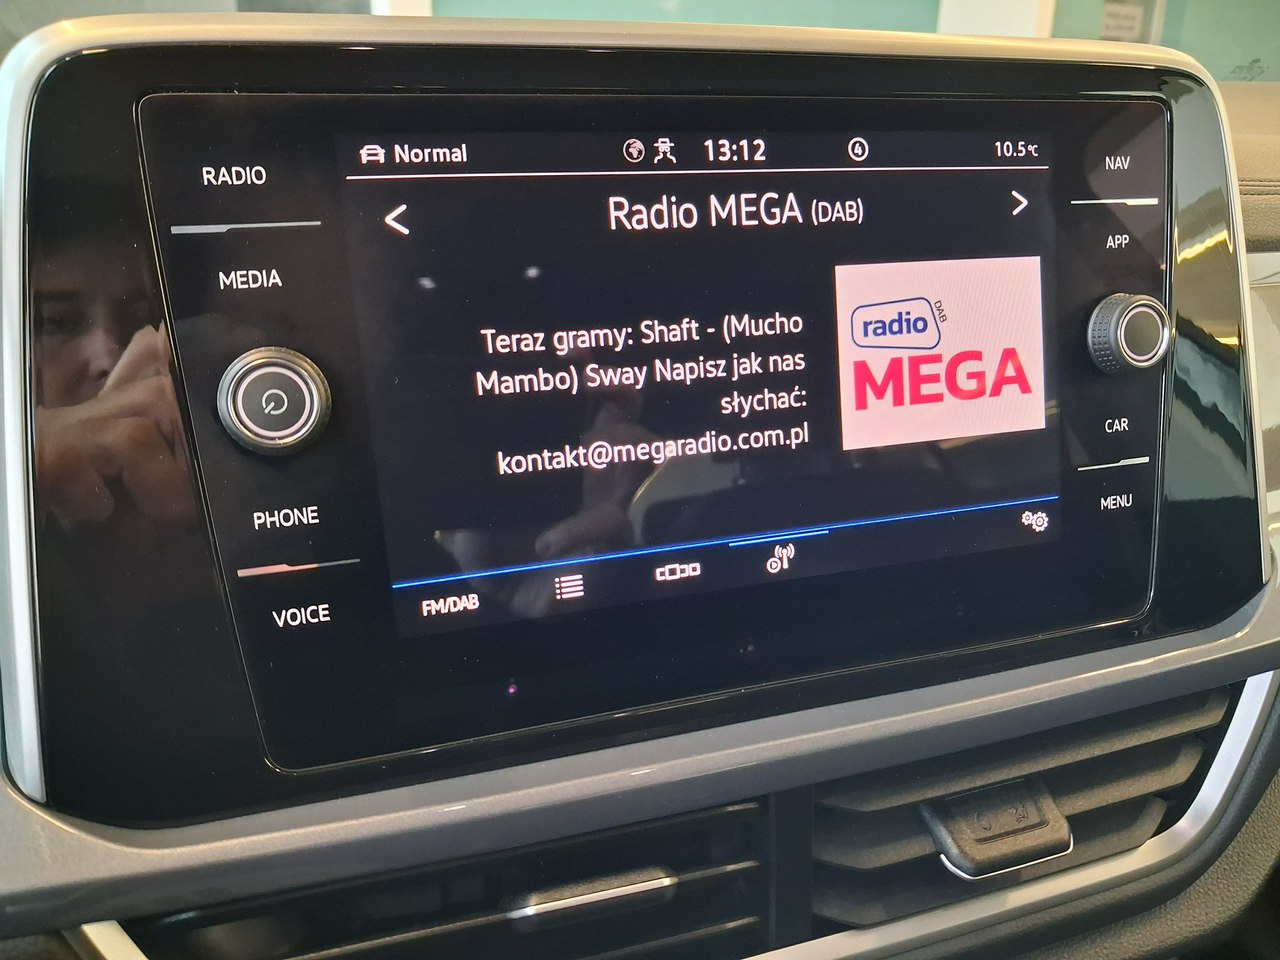 RADIO
MEDIA
PHONE
VOICE
Normal
13:12
4
10.5°C
Radio MEGA (DAB)
Teraz gramy: Shaft - (Mucho
Mambo) Sway Napisz jak nas
słychać:
kontakt@megaradio.com.pl
radio
DAB
MEGA
FM/DAB
NAV
APP
CAR
MENU